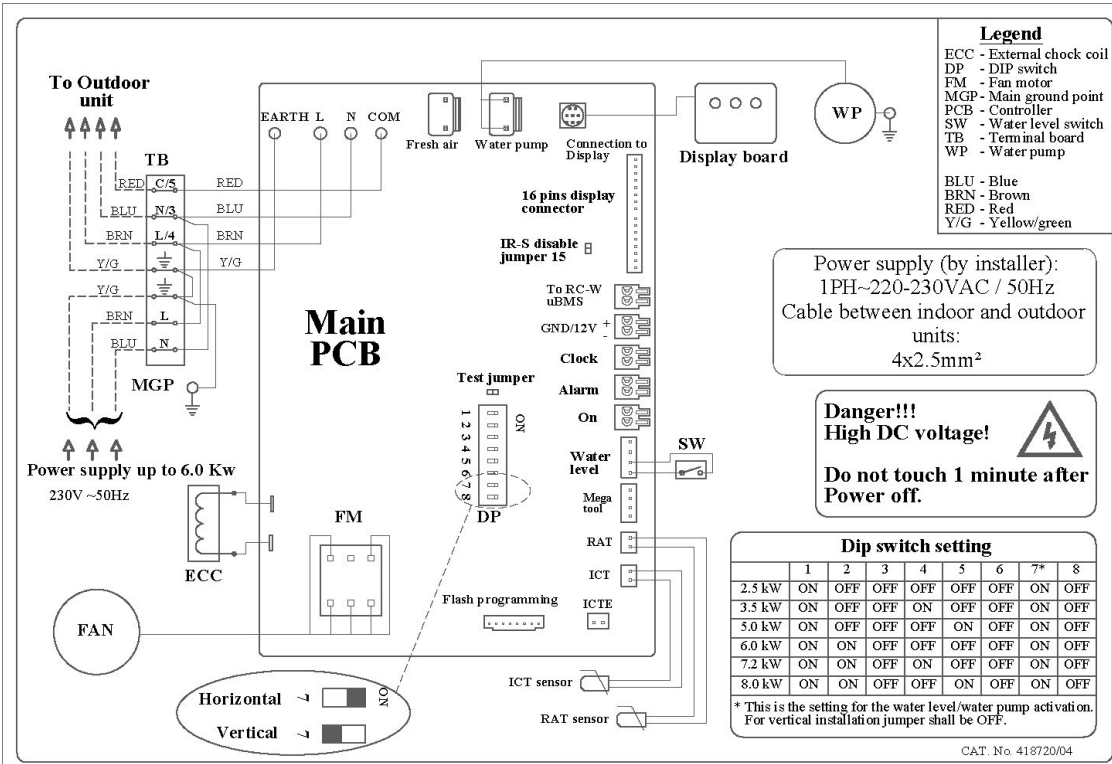 To Outdoor
unit
TB
RED C/5 RED
BLU N/3 BLU
BRN L/4 BRN
Y/G Y/G
Y/G
BRN L
BLU N
MGP
Power supply up to 6.0 Kw
230V ~50Hz
EARTH L N COM
Fresh air
Water pump
Connection to
Display
Display board
WP
16 pins display
connector
IR-S disable
jumper 15
To RC-W
uBMS
GND/12V + -
Clock
Alarm
On
Water
level
SW
Mega
tool
RAT
ICT
ICTE
Main
PCB
Test jumper
1 2 3 4 5 6 7 8
ON
DP
FM
ECC
FAN
Flash programming
ICT sensor
RAT sensor
Horizontal 7 ON
Vertical 7
Legend
ECC - External chock coil
DP - DIP switch
FM - Fan motor
MGP - Main ground point
PCB - Controller
SW - Water level switch
TB - Terminal board
WP - Water pump
BLU - Blue
BRN - Brown
RED - Red
Y/G - Yellow/green
Power supply (by installer):
1PH~220-230VAC / 50Hz
Cable between indoor and outdoor
units:
4x2.5mm²
Danger!!!
High DC voltage!
Do not touch 1 minute after
Power off.
Dip switch setting
1 2 3 4 5 6 7* 8
2.5 kW ON OFF OFF OFF OFF OFF ON OFF
3.5 kW ON OFF OFF ON OFF OFF ON OFF
5.0 kW ON OFF OFF OFF ON OFF ON OFF
6.0 kW ON ON OFF OFF OFF OFF ON OFF
7.2 kW ON ON OFF ON OFF OFF ON OFF
8.0 kW ON ON OFF OFF ON OFF ON OFF
* This is the setting for the water level/water pump activation.
For vertical installation jumper shall be OFF.
CAT. No. 418720/04